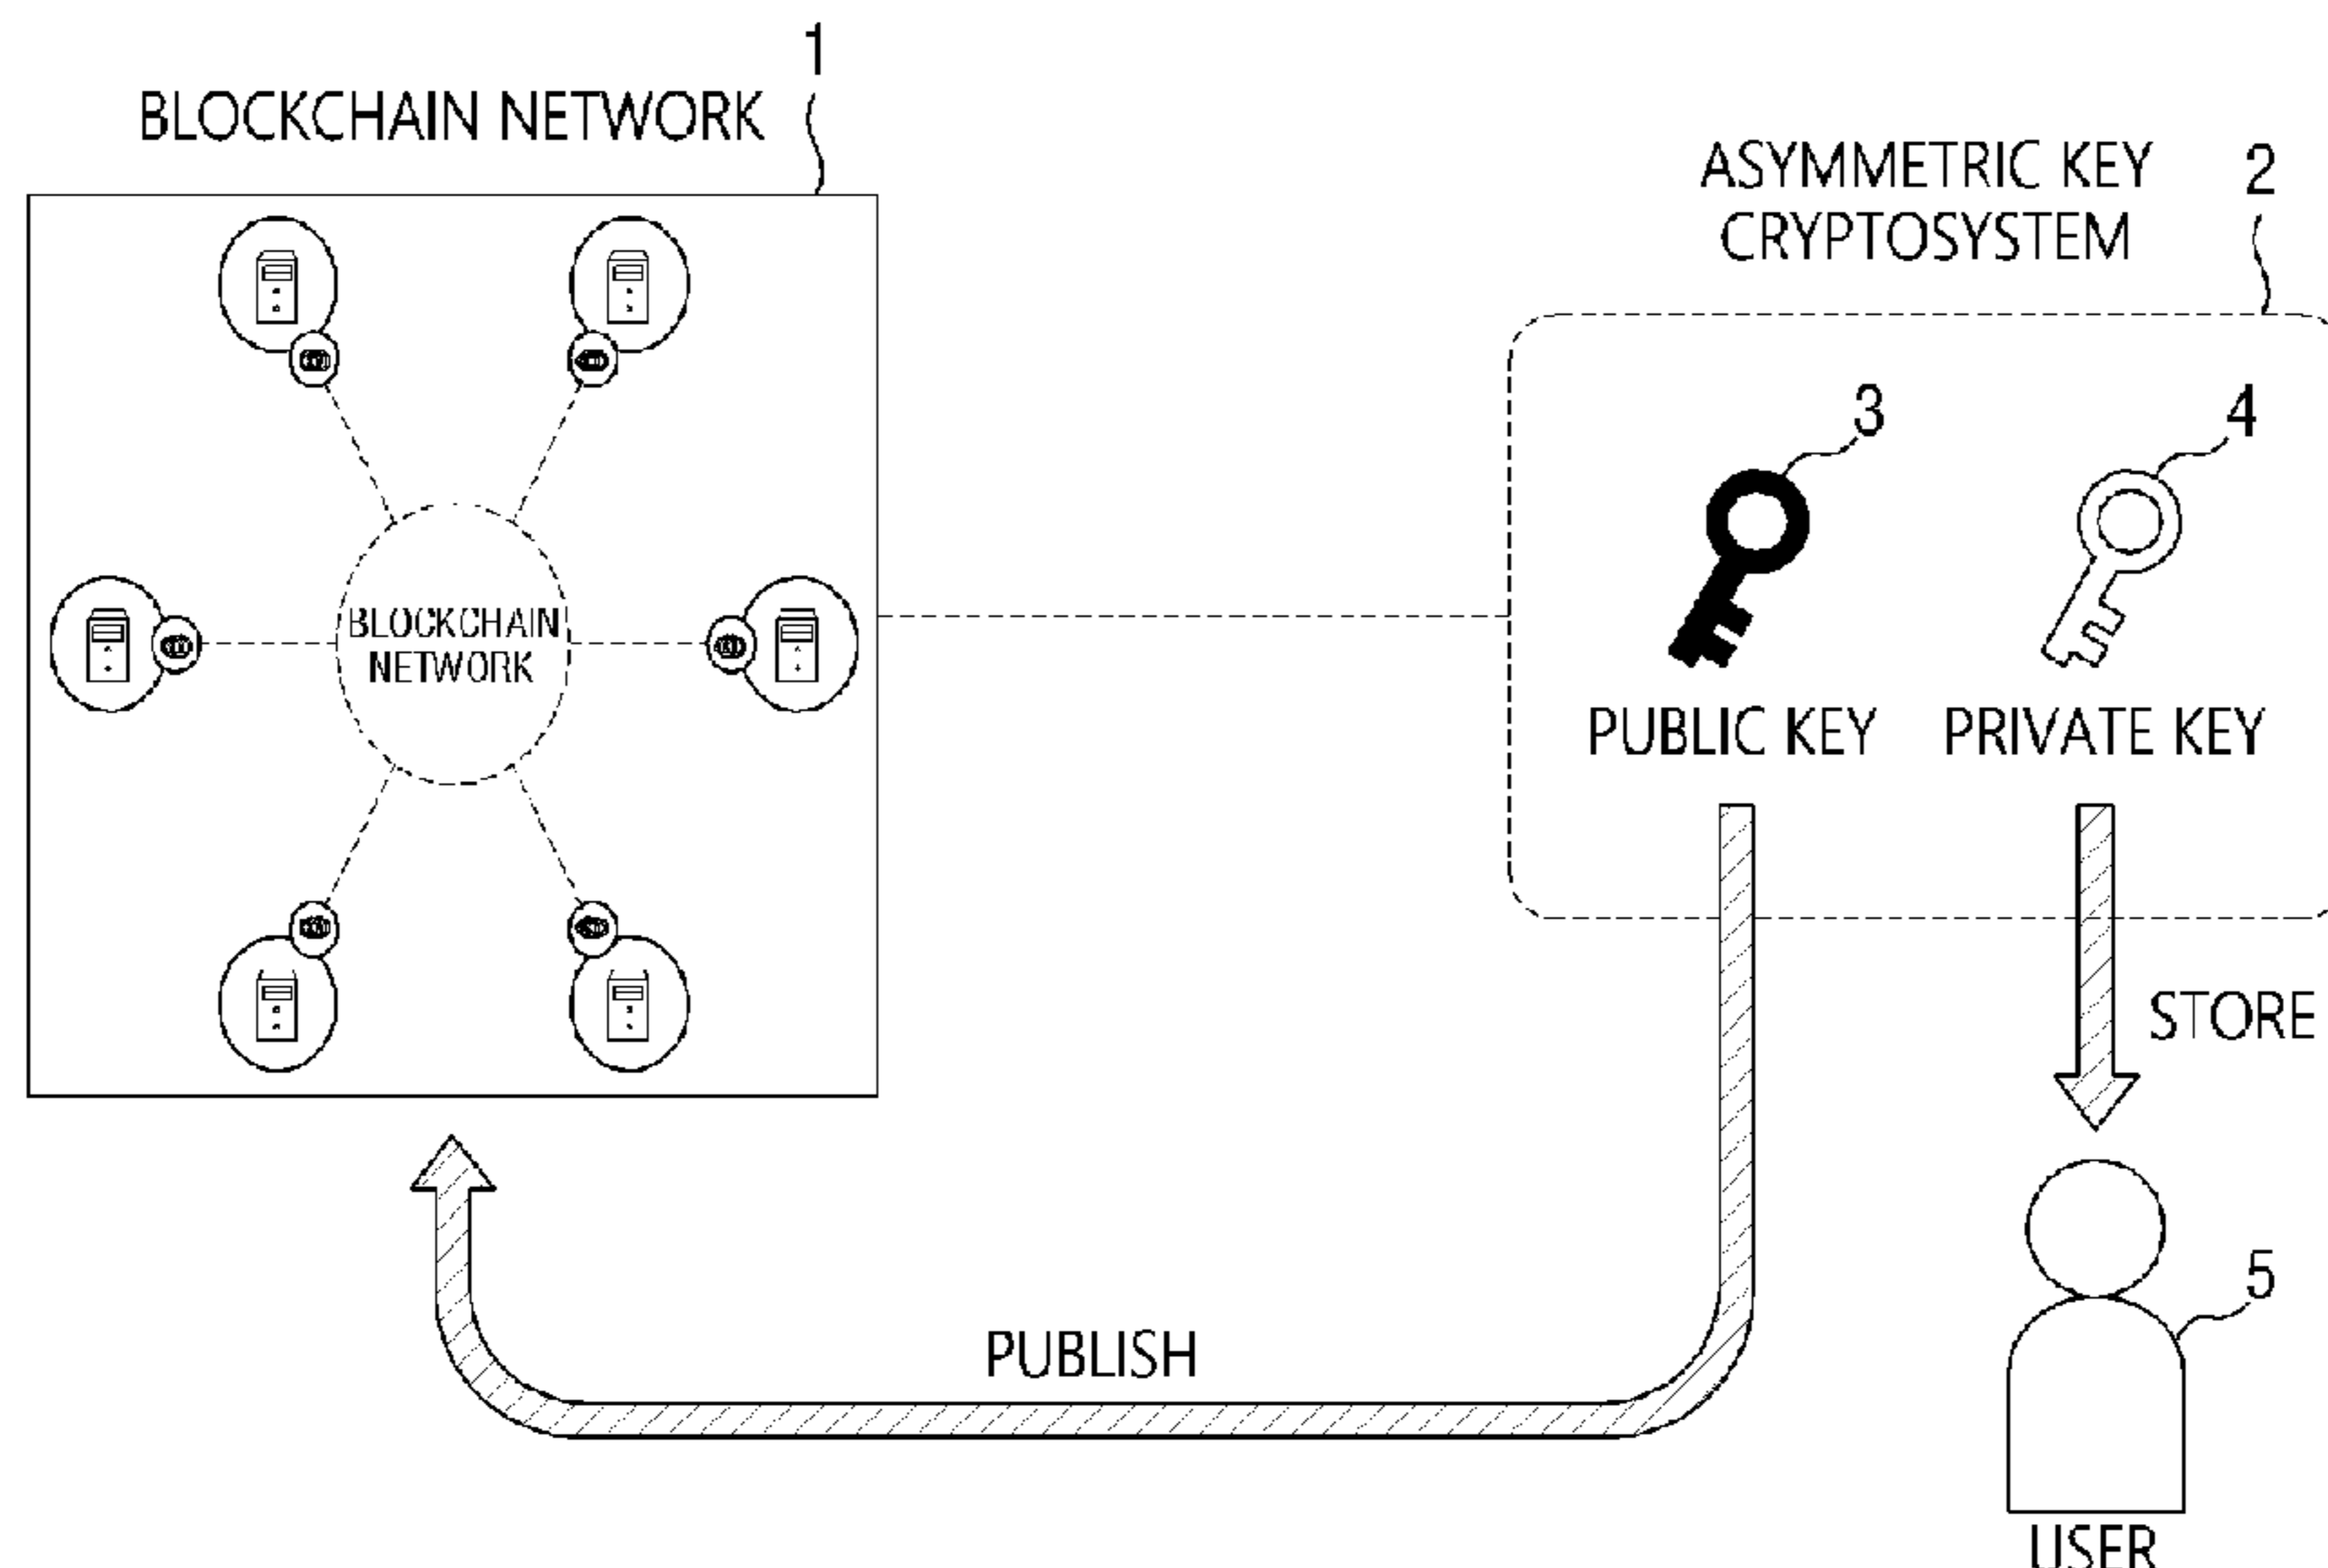 1
BLOCKCHAIN NETWORK
ASYMMETRIC KEY
CRYPTOSYSTEM
2
3
4
BLOCKCHAIN
NETWORK
PUBLIC KEY
PRIVATE KEY
STORE
5
PUBLISH
USER